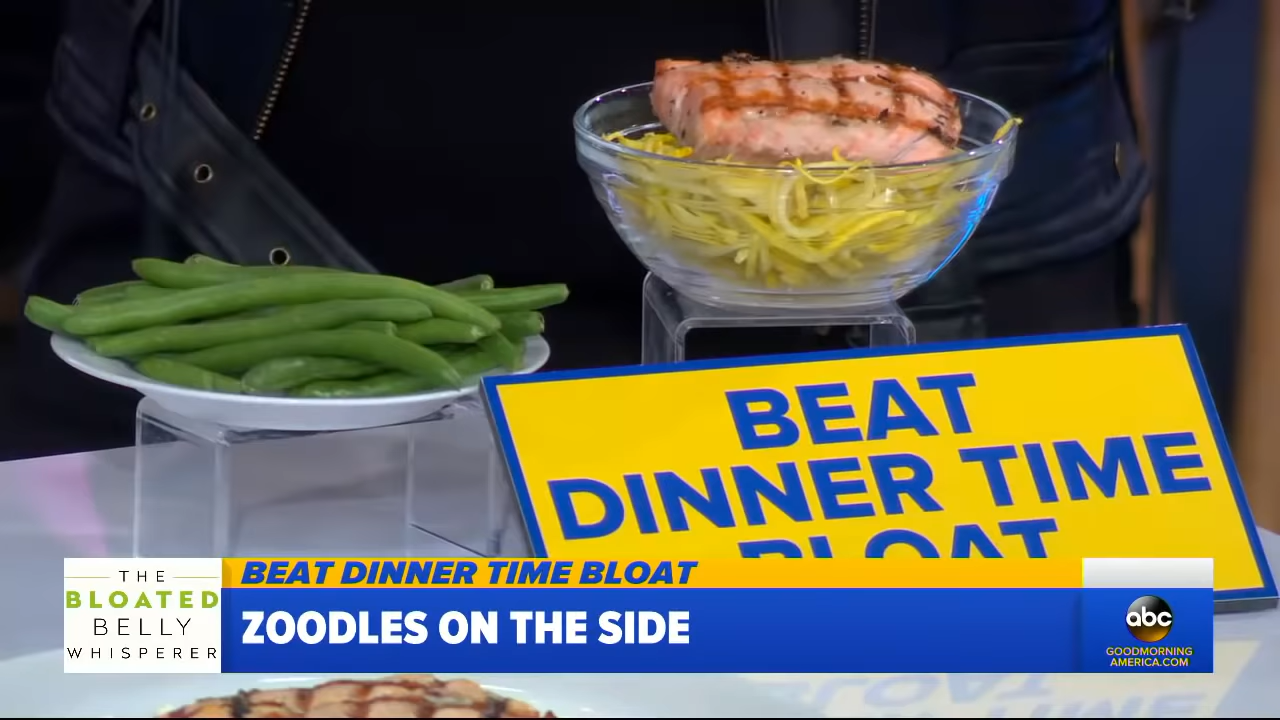 BEAT
DINNER TIME
BLOAT
BEAT DINNER TIME BLOAT
ZOODLES ON THE SIDE
THE
BLOATED
BELLY
WHISPERER
abc
GOODMORNING
AMERICA.COM